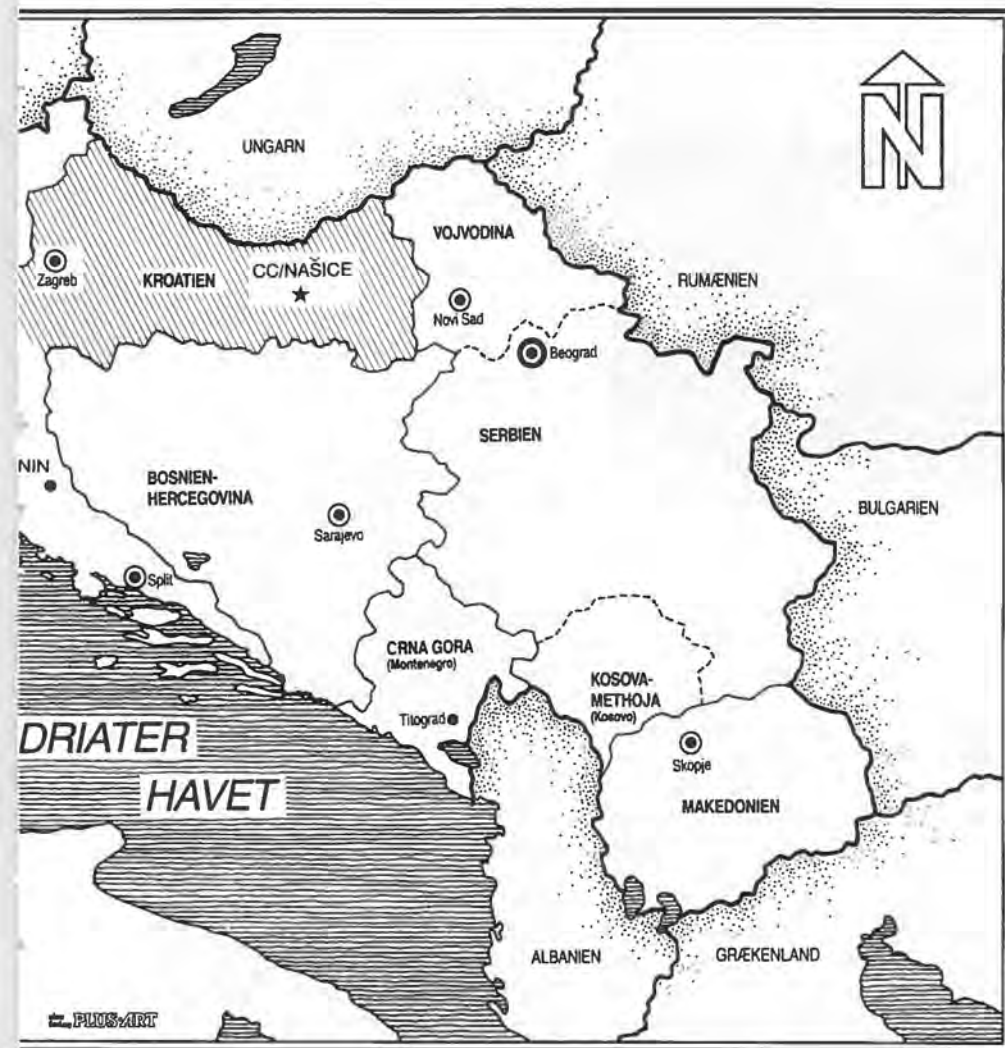 N
UNGARN
VOJVODINA
CC/NAŠICE
Zagreb
KROATIEN
RUMÆNIEN
Novi Sad
Beograd
SERBIEN
NIN
BOSNIEN-
HERCEGOVINA
BULGARIEN
Sarajevo
Split
CRNA GORA
(Montenegro)
KOSOVA-
METHOJA
(Kosovo)
Titograd
DRIATER
HAVET
Skopje
MAKEDONIEN
ALBANIEN
GRÆKENLAND
PLUS·ART